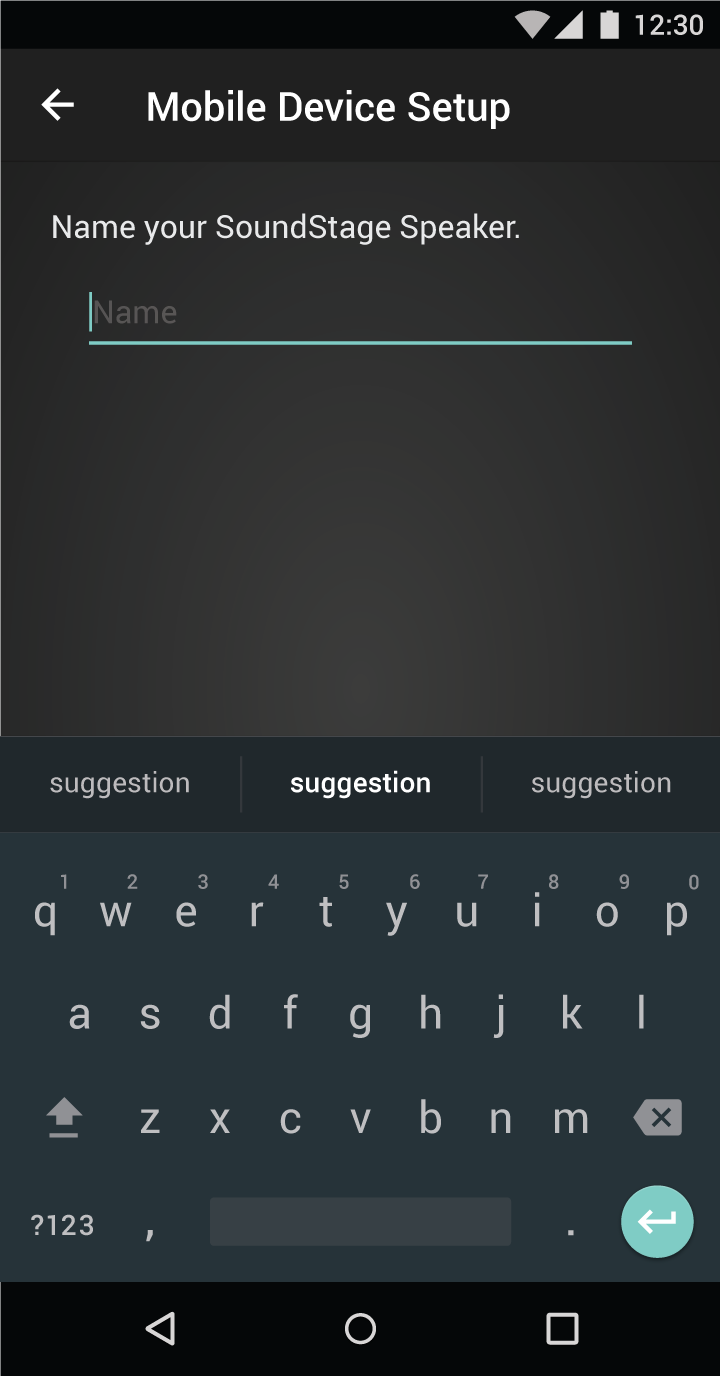 12:30
Mobile Device Setup
Name your SoundStage Speaker.
Name
suggestion suggestion suggestion
1 2 3 4 5 6 7 8 9 0
q w e r t y u i o p
a s d f g h j k l
z x c v b n m
?123 , .